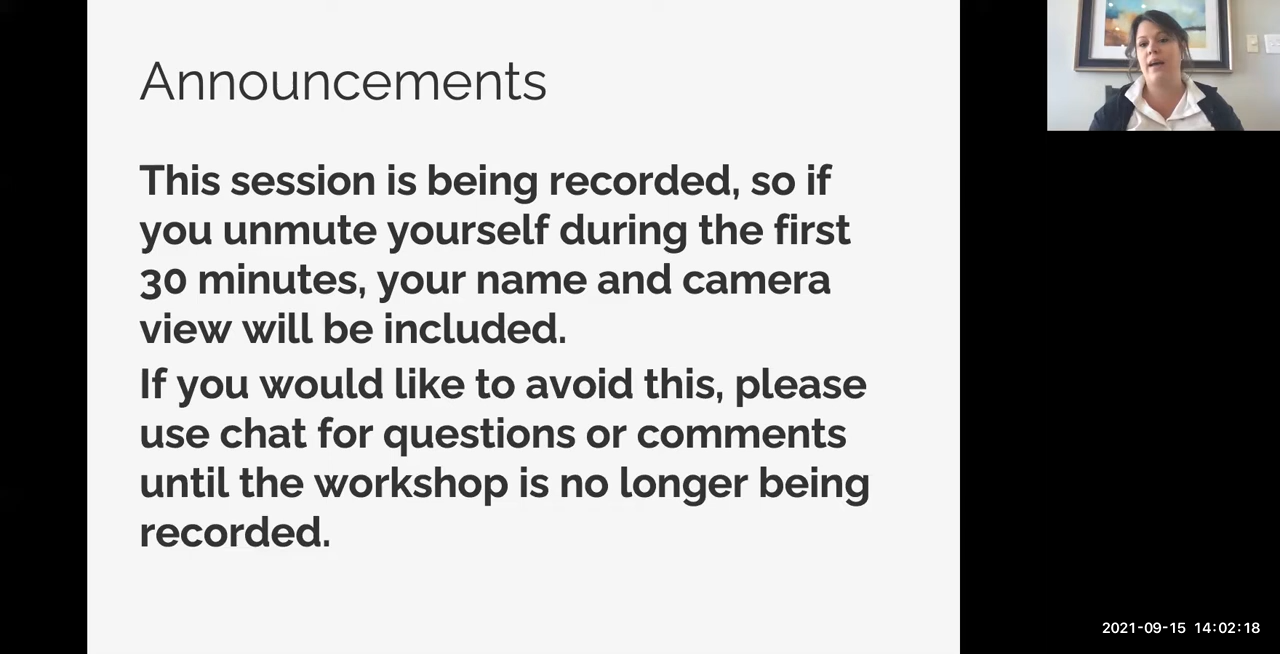 Announcements
This session is being recorded, so if
you unmute yourself during the first
30 minutes, your name and camera
view will be included.
If you would like to avoid this, please
use chat for questions or comments
until the workshop is no longer being
recorded.
2021-09-15 14:02:18